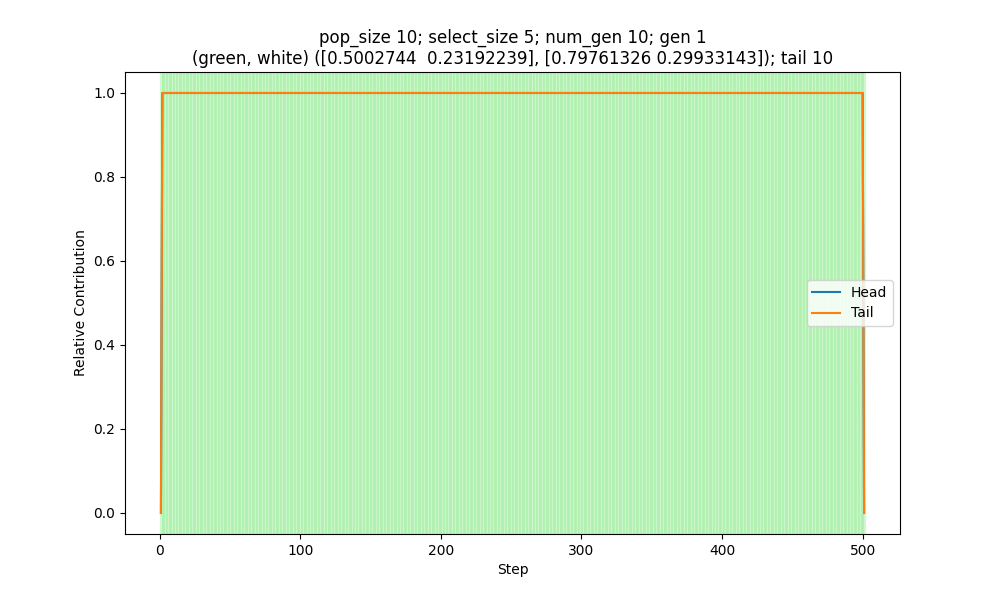 pop_size 10; select_size 5; num_gen 10; gen 1
(green, white) ([0.5002744  0.23192239], [0.79761326 0.29933143]); tail 10
1.0
0.8
0.6
0.4
0.2
0.0
Relative Contribution
Head
Tail
0 100 200 300 400 500
Step